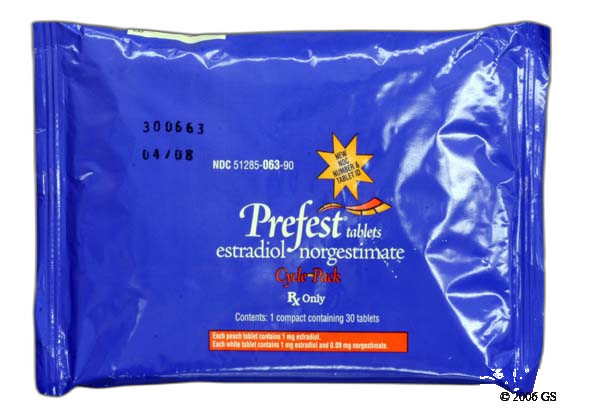 300663
04/08
NDC 51285-063-90
NEW
NDC
NUMBER &
TABLET ID
Prefest® tablets
estradiol norgestimate
Cycle-Pack
Rx Only
Contents: 1 compact containing 30 tablets
Each peach tablet contains 1 mg estradiol.
Each white tablet contains 1 mg estradiol and 0.09 mg norgestimate.
© 2006 GS